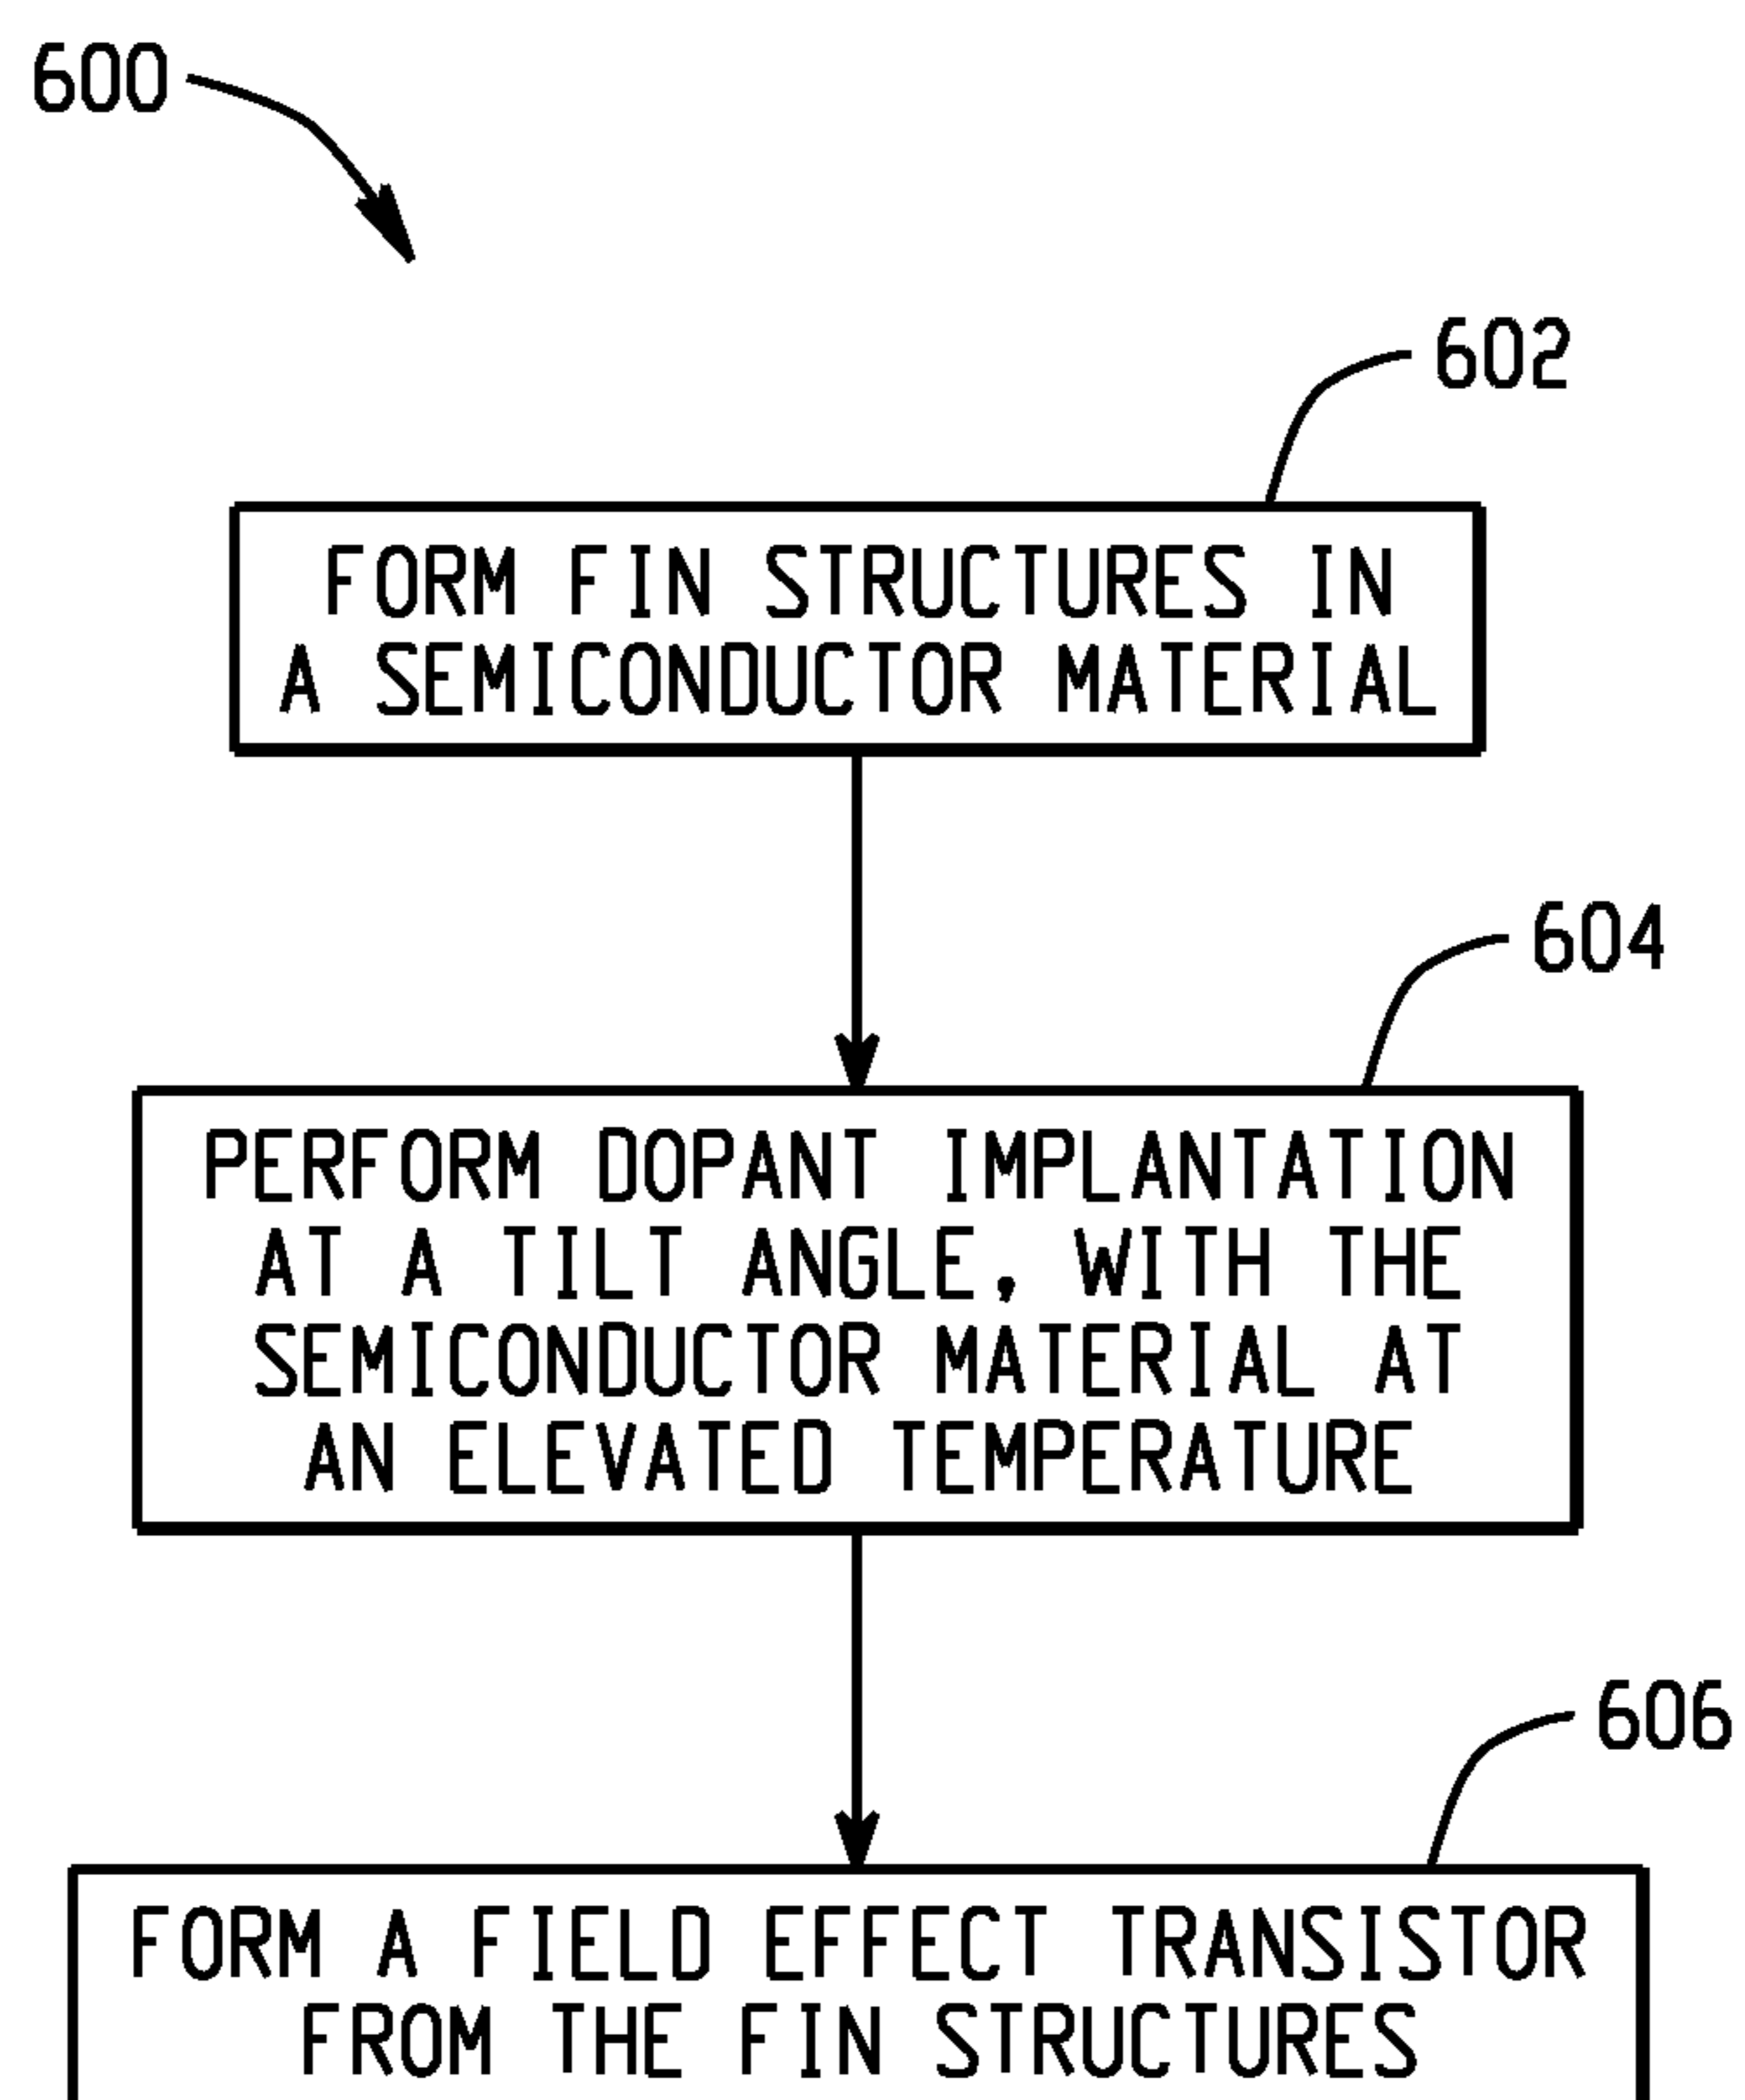 600
602
FORM FIN STRUCTURES IN
A SEMICONDUCTOR MATERIAL
604
PERFORM DOPANT IMPLANTATION
AT A TILT ANGLE, WITH THE
SEMICONDUCTOR MATERIAL AT
AN ELEVATED TEMPERATURE
606
FORM A FIELD EFFECT TRANSISTOR
FROM THE FIN STRUCTURES